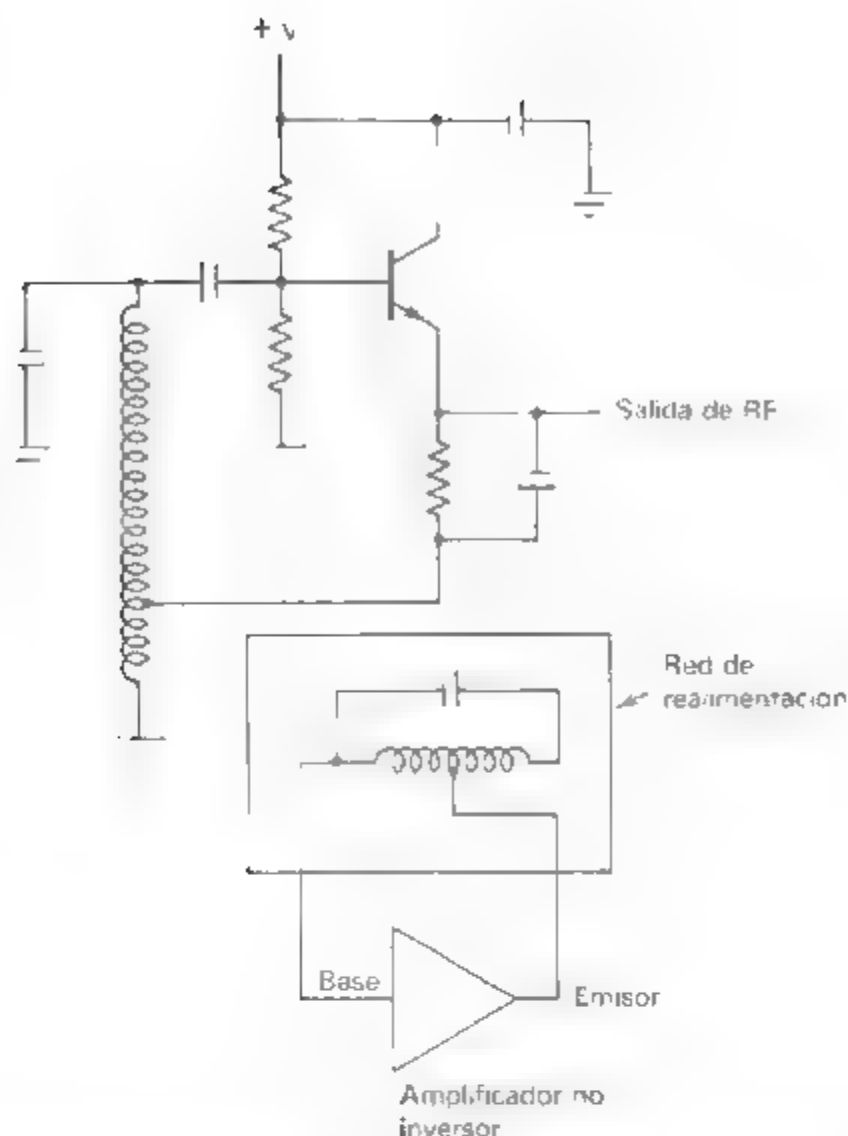 + v
Salida de RF
Red de
realimentación
Base
Emisor
Amplificador no
inversor